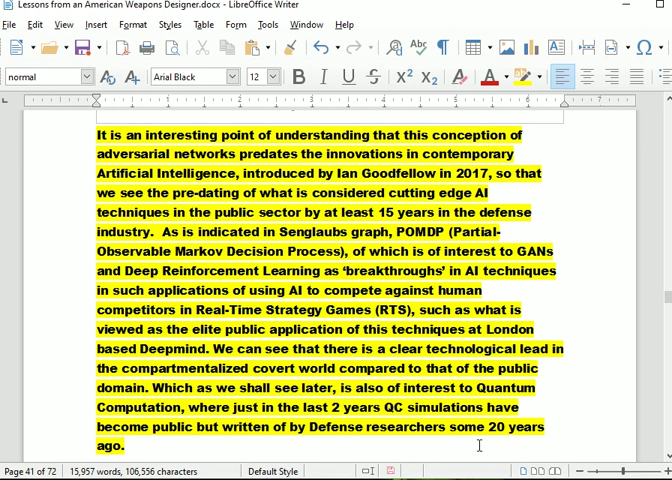 Lessons from an American Weapons Designer.docx - LibreOffice Writer
File Edit View Insert Format Styles Table Form Tools Window Help
normal Arial Black 12
1 2 3 4 5 6 7
It is an interesting point of understanding that this conception of
adversarial networks predates the innovations in contemporary
Artificial Intelligence, introduced by Ian Goodfellow in 2017, so that
we see the pre-dating of what is considered cutting edge AI
techniques in the public sector by at least 15 years in the defense
industry.  As is indicated in Senglaubs graph, POMDP (Partial-
Observable Markov Decision Process), of which is of interest to GANs
and Deep Reinforcement Learning as ‘breakthroughs’ in AI techniques
in such applications of using AI to compete against human
competitors in Real-Time Strategy Games (RTS), such as what is
viewed as the elite public application of this techniques at London
based Deepmind. We can see that there is a clear technological lead in
the compartmentalized covert world compared to that of the public
domain. Which as we shall see later, is also of interest to Quantum
Computation, where just in the last 2 years QC simulations have
become public but written of by Defense researchers some 20 years
ago.
Page 41 of 72 15,957 words, 106,556 characters Default Style